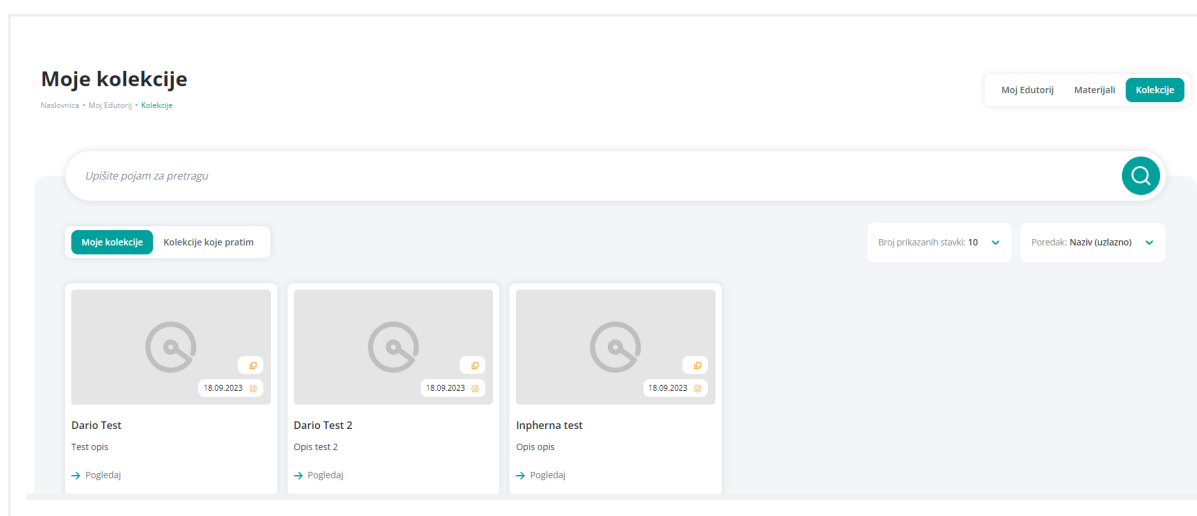 Moje kolekcije
Naslovnica • Moj Edutorij • Kolekcije
Moj Edutorij Materijali Kolekcije
Upišite pojam za pretragu
Moje kolekcije Kolekcije koje pratim
Broj prikazanih stavki: 10 Poredak: Naziv (uzlazno)
18.09.2023 18.09.2023 18.09.2023
Dario Test Dario Test 2 Inpherna test
Test opis Opis test 2 Opis opis
Pogledaj Pogledaj Pogledaj